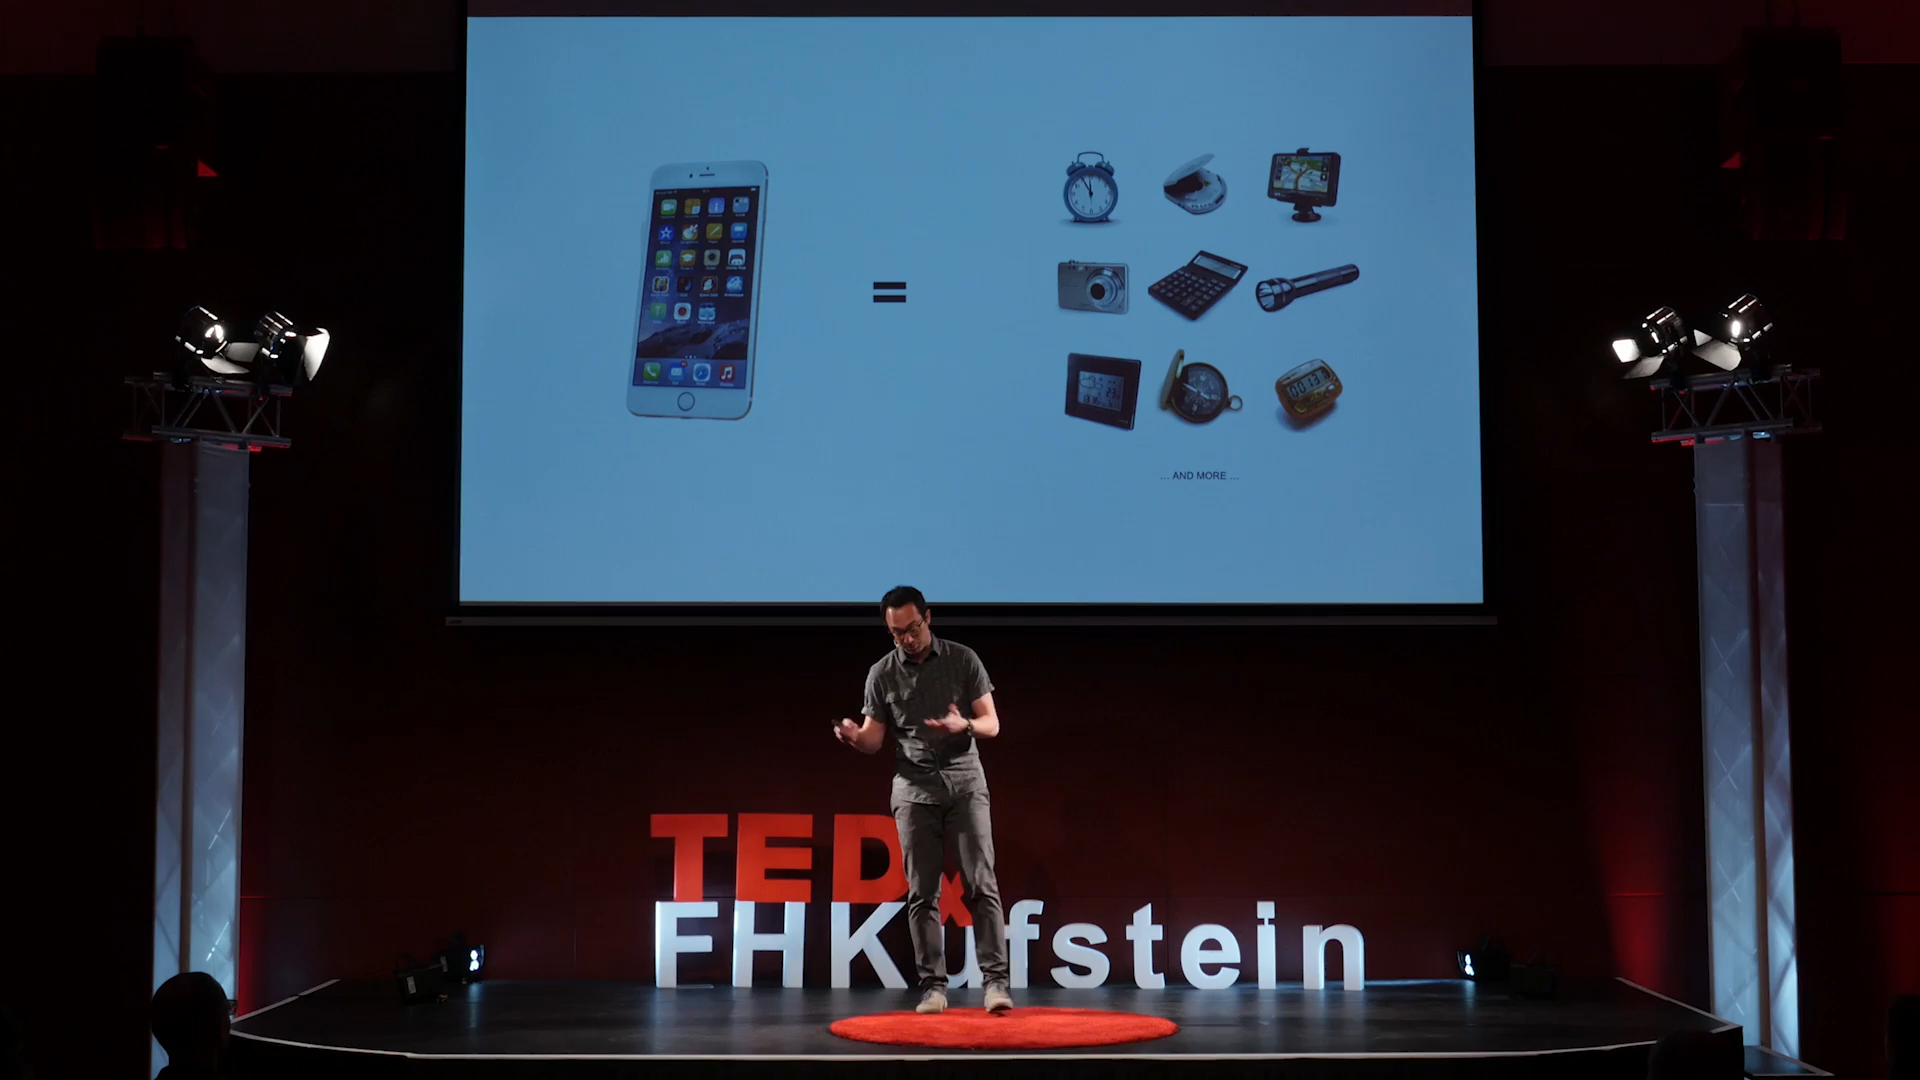 =
... AND MORE ...
TEDx
FHKufstein